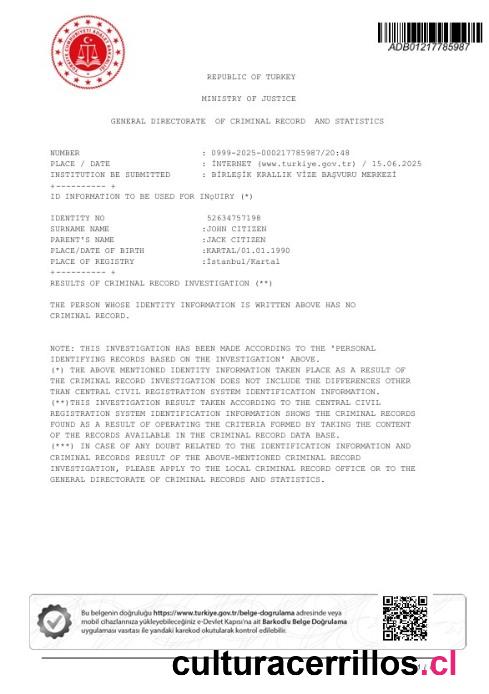 ADB01217785987
REPUBLIC OF TURKEY
MINISTRY OF JUSTICE
GENERAL DIRECTORATE OF CRIMINAL RECORD AND STATISTICS
NUMBER : 0999-2025-000217785987/20:48
PLACE / DATE : İNTERNET (www.turkiye.gov.tr) / 15.06.2025
INSTITUTION BE SUBMITTED : BİRLEŞİK KRALLIK VİZE BAŞVURU MERKEZİ
+---------- +
ID INFORMATION TO BE USED FOR INQUIRY (*)
IDENTITY NO 52634757198
SURNAME NAME :JOHN CITIZEN
PARENT'S NAME :JACK CITIZEN
PLACE/DATE OF BIRTH :KARTAL/01.01.1990
PLACE OF REGISTRY :İstanbul/Kartal
+---------- +
RESULTS OF CRIMINAL RECORD INVESTIGATION (**)
THE PERSON WHOSE IDENTITY INFORMATION IS WRITTEN ABOVE HAS NO
CRIMINAL RECORD.
NOTE: THIS INVESTIGATION HAS BEEN MADE ACCORDING TO THE 'PERSONAL
IDENTIFYING RECORDS BASED ON THE INVESTIGATION' ABOVE.
(*) THE ABOVE MENTIONED IDENTITY INFORMATION TAKEN PLACE AS A RESULT OF
THE CRIMINAL RECORD INVESTIGATION DOES NOT INCLUDE THE DIFFERENCES OTHER
THAN CENTRAL CIVIL REGISTRATION SYSTEM IDENTIFICATION INFORMATION.
(**)THIS INVESTIGATION RESULT TAKEN ACCORDING TO THE CENTRAL CIVIL
REGISTRATION SYSTEM IDENTIFICATION INFORMATION SHOWS THE CRIMINAL RECORDS
FOUND AS A RESULT OF OPERATING THE CRITERIA FORMED BY TAKING THE CONTENT
OF THE RECORDS AVAILABLE IN THE CRIMINAL RECORD DATA BASE.
(***) IN CASE OF ANY DOUBT RELATED TO THE IDENTIFICATION INFORMATION AND
CRIMINAL RECORDS RESULT OF THE ABOVE-MENTIONED CRIMINAL RECORD
INVESTIGATION, PLEASE APPLY TO THE LOCAL CRIMINAL RECORD OFFICE OR TO THE
GENERAL DIRECTORATE OF CRIMINAL RECORDS AND STATISTICS.
Bu belgenin doğruluğu https://www.turkiye.gov.tr/belge-dogrulama adresinde veya
mobil cihazlarınıza yükleyebileceğiniz e-Devlet Kapısı'na ait Barkodlu Belge Doğrulama
uygulaması vasıtası ile yandaki karekod okutularak kontrol edilebilir.
culturacerrillos.cl